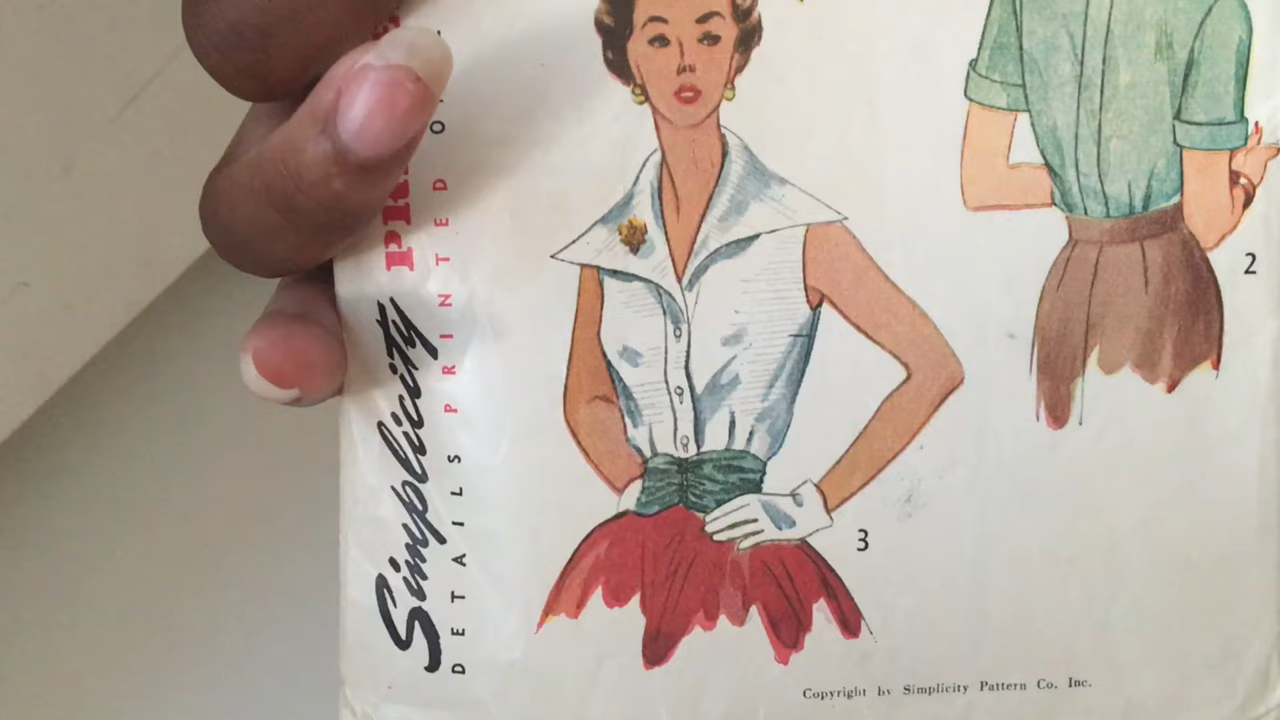 Simplicity
DETAILS PRINTED
2
3
Copyright by Simplicity Pattern Co. Inc.